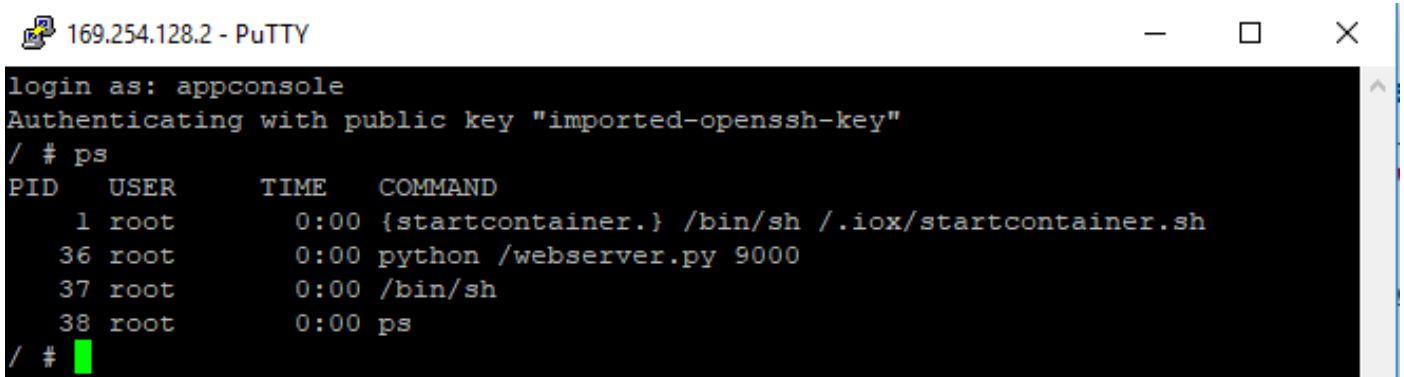 169.254.128.2 - PuTTY
login as: appconsole
Authenticating with public key "imported-openssh-key"
/ # ps
PID   USER     TIME   COMMAND
    1 root       0:00 {startcontainer.} /bin/sh /.iox/startcontainer.sh
   36 root       0:00 python /webserver.py 9000
   37 root       0:00 /bin/sh
   38 root       0:00 ps
/ #